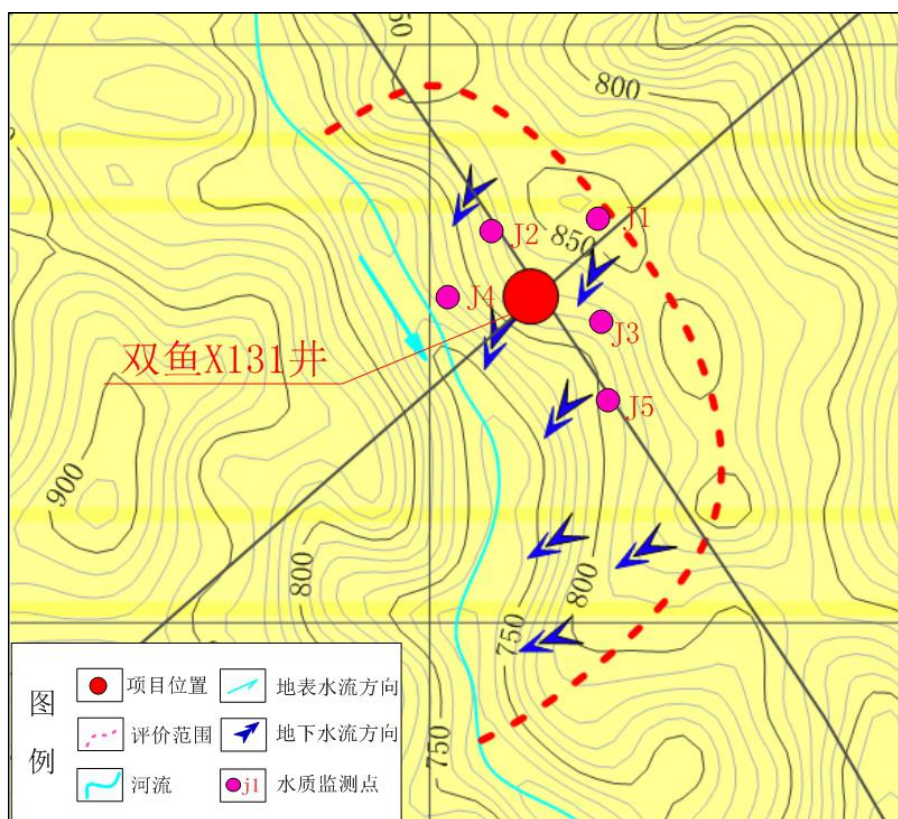 850
800
J1
J2
850
J4
J3
双鱼X131井
J5
900
800
800
750
750
图例
项目位置
地表水流方向
评价范围
地下水流方向
河流
j1
水质监测点